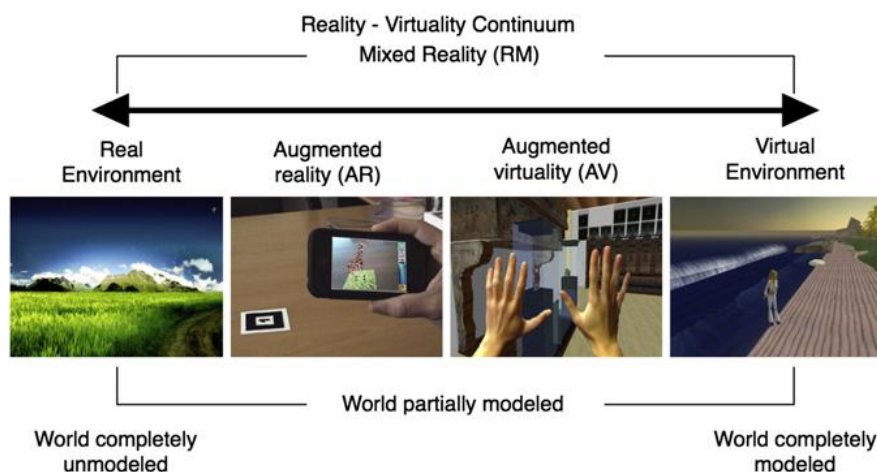 Reality - Virtuality Continuum
Mixed Reality (RM)
Real
Environment
Augmented
reality (AR)
Augmented
virtuality (AV)
Virtual
Environment
World partially modeled
World completely
unmodeled
World completely
modeled